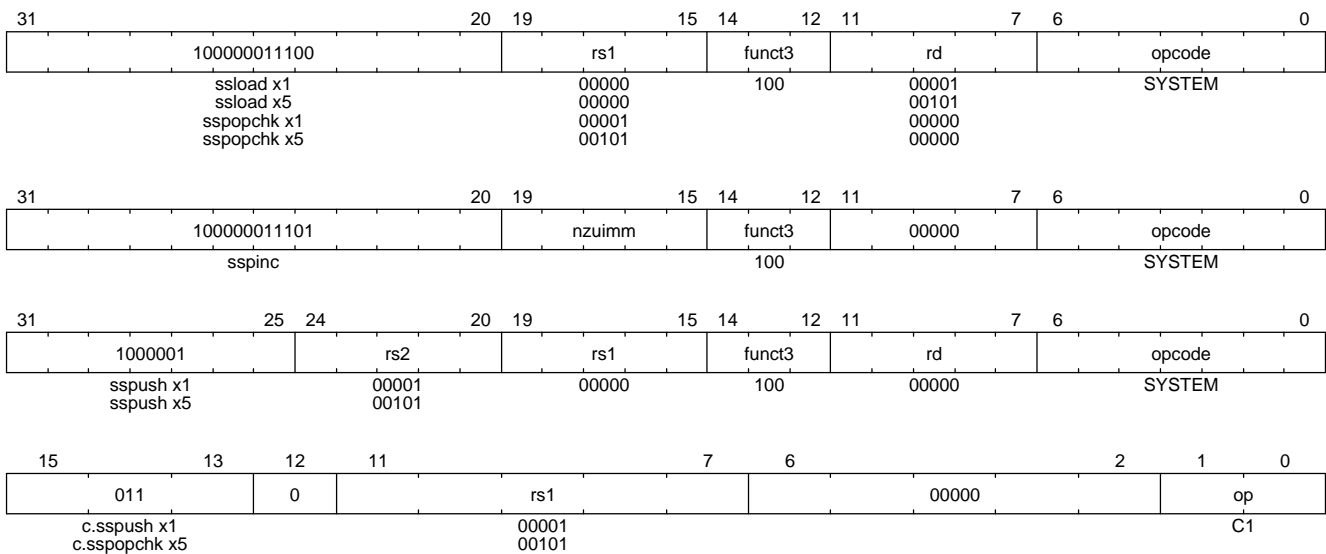 31 20 19 15 14 12 11 7 6 0
100000011100 rs1 funct3 rd opcode
ssload x1 00000 100 00001 SYSTEM
ssload x5 00000 00101
sspopchk x1 00001 00000
sspopchk x5 00101 00000
31 20 19 15 14 12 11 7 6 0
100000011101 nzuimm funct3 00000 opcode
sspinc 100 SYSTEM
31 25 24 20 19 15 14 12 11 7 6 0
1000001 rs2 rs1 funct3 rd opcode
sspush x1 00001 00000 100 00000 SYSTEM
sspush x5 00101
15 13 12 11 7 6 2 1 0
011 0 rs1 00000 op
c.sspush x1 00001 C1
c.sspopchk x5 00101